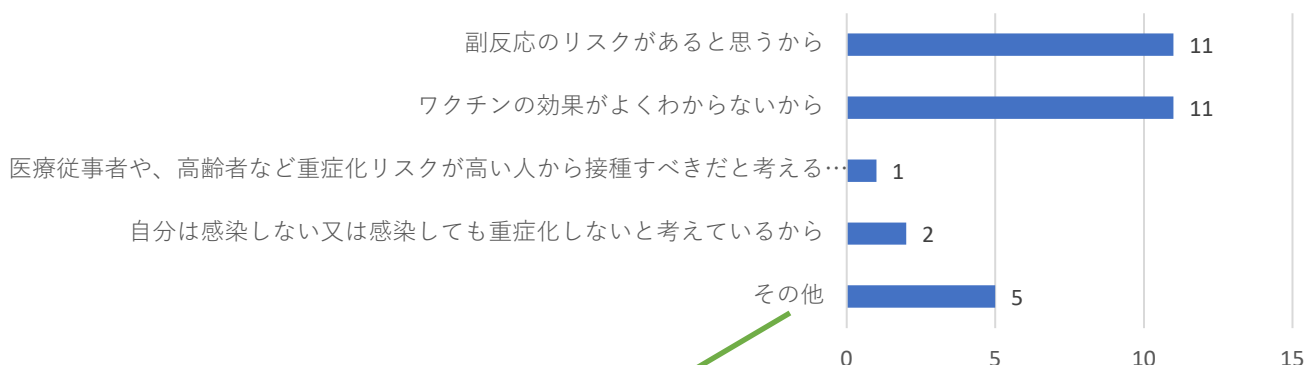 副反応のリスクがあると思うから 11
ワクチンの効果がよくわからないから 11
医療従事者や、高齢者など重症化リスクが高い人から接種すべきだと考える… 1
自分は感染しない又は感染しても重症化しないと考えているから 2
その他 5
0 5 10 15